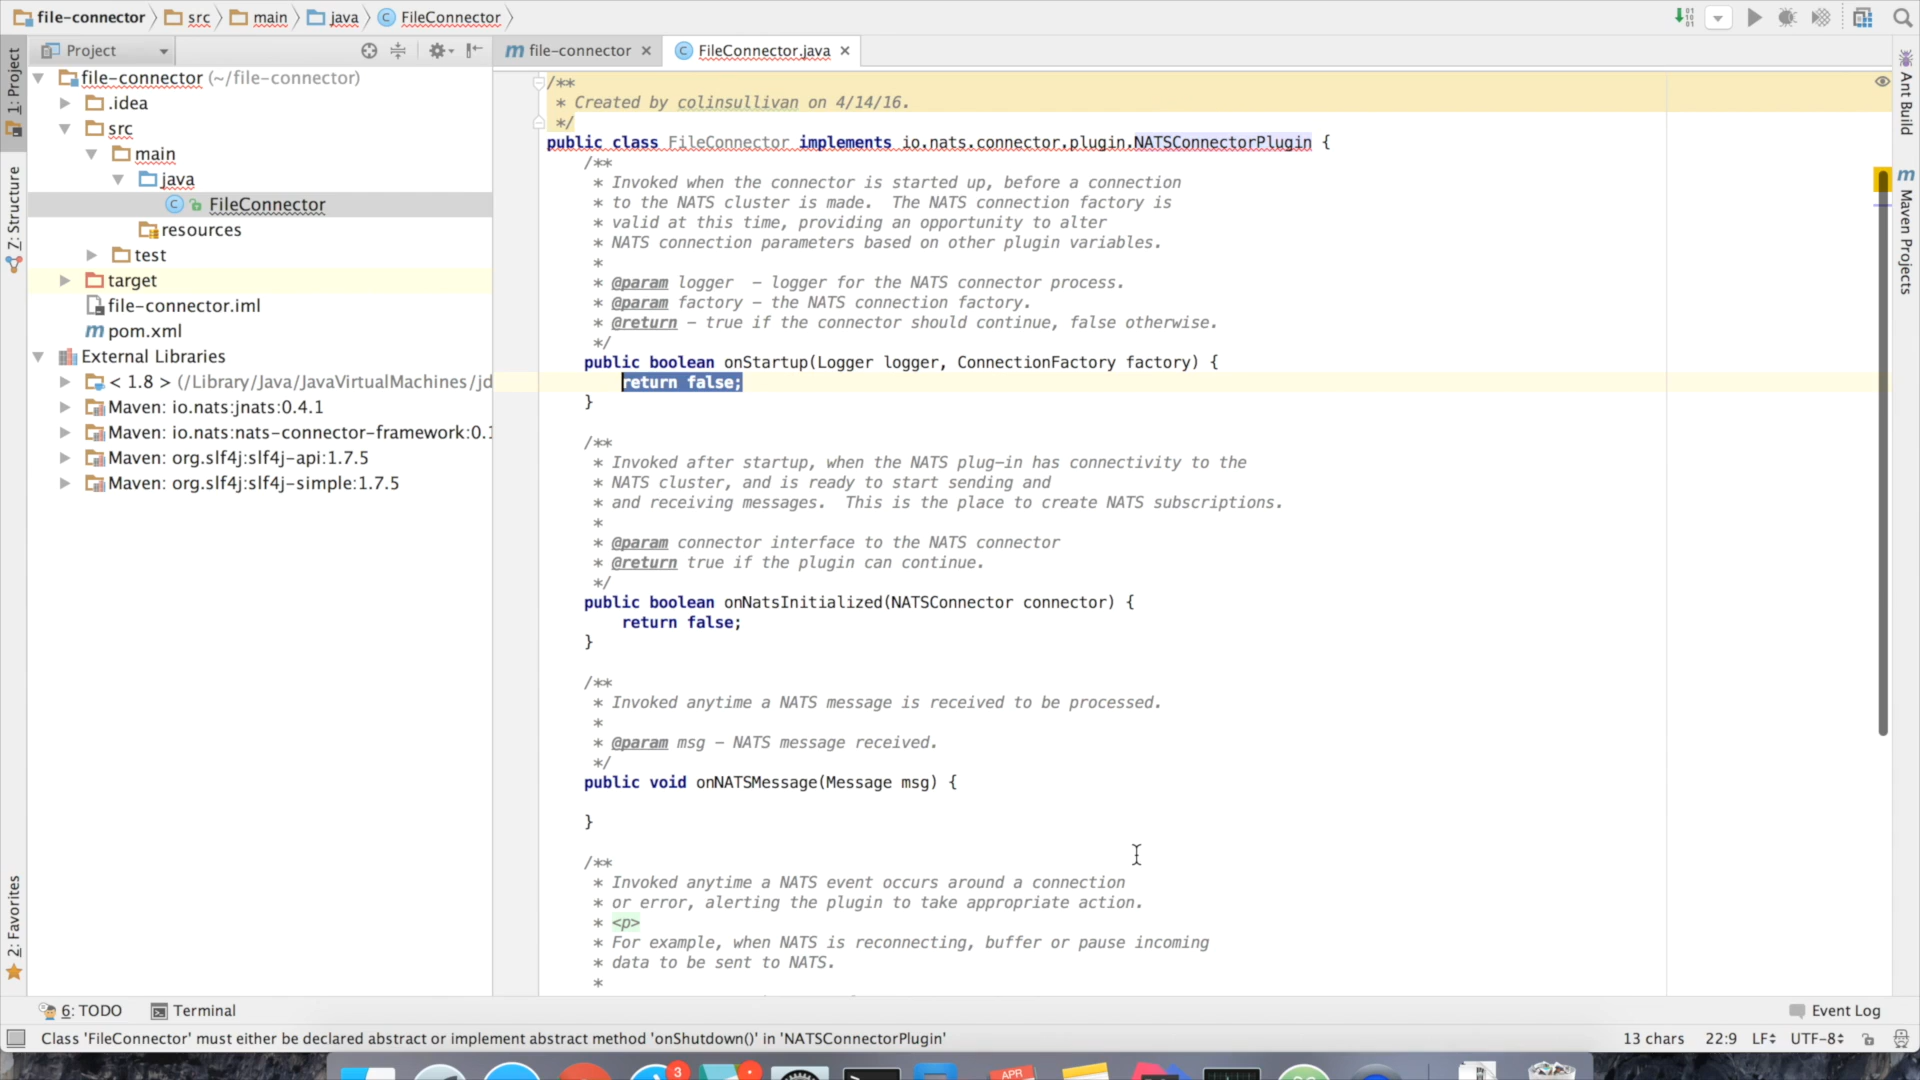 file-connector src main java FileConnector
Project
file-connector
FileConnector.java
file-connector (~/file-connector)
.idea
src
main
java
FileConnector
resources
test
target
file-connector.iml
pom.xml
External Libraries
< 1.8 > (/Library/Java/JavaVirtualMachines/jd
Maven: io.nats:jnats:0.4.1
Maven: io.nats:nats-connector-framework:0.1
Maven: org.slf4j:slf4j-api:1.7.5
Maven: org.slf4j:slf4j-simple:1.7.5
1: Project
Z: Structure
2: Favorites
/**
* Created by colinsullivan on 4/14/16.
*/
public class FileConnector implements io.nats.connector.plugin.NATSConnectorPlugin {
/**
* Invoked when the connector is started up, before a connection
* to the NATS cluster is made.  The NATS connection factory is
* valid at this time, providing an opportunity to alter
* NATS connection parameters based on other plugin variables.
*
* @param logger  – logger for the NATS connector process.
* @param factory – the NATS connection factory.
* @return – true if the connector should continue, false otherwise.
*/
public boolean onStartup(Logger logger, ConnectionFactory factory) {
return false;
}
/**
* Invoked after startup, when the NATS plug–in has connectivity to the
* NATS cluster, and is ready to start sending and
* and receiving messages.  This is the place to create NATS subscriptions.
*
* @param connector interface to the NATS connector
* @return true if the plugin can continue.
*/
public boolean onNatsInitialized(NATSConnector connector) {
return false;
}
/**
* Invoked anytime a NATS message is received to be processed.
*
* @param msg – NATS message received.
*/
public void onNATSMessage(Message msg) {
}
/**
* Invoked anytime a NATS event occurs around a connection
* or error, alerting the plugin to take appropriate action.
* <p>
* For example, when NATS is reconnecting, buffer or pause incoming
* data to be sent to NATS.
*
Ant Build
Maven Projects
6: TODO
Terminal
Event Log
Class 'FileConnector' must either be declared abstract or implement abstract method 'onShutdown()' in 'NATSConnectorPlugin'
13 chars 22:9 LF UTF-8
3
APR